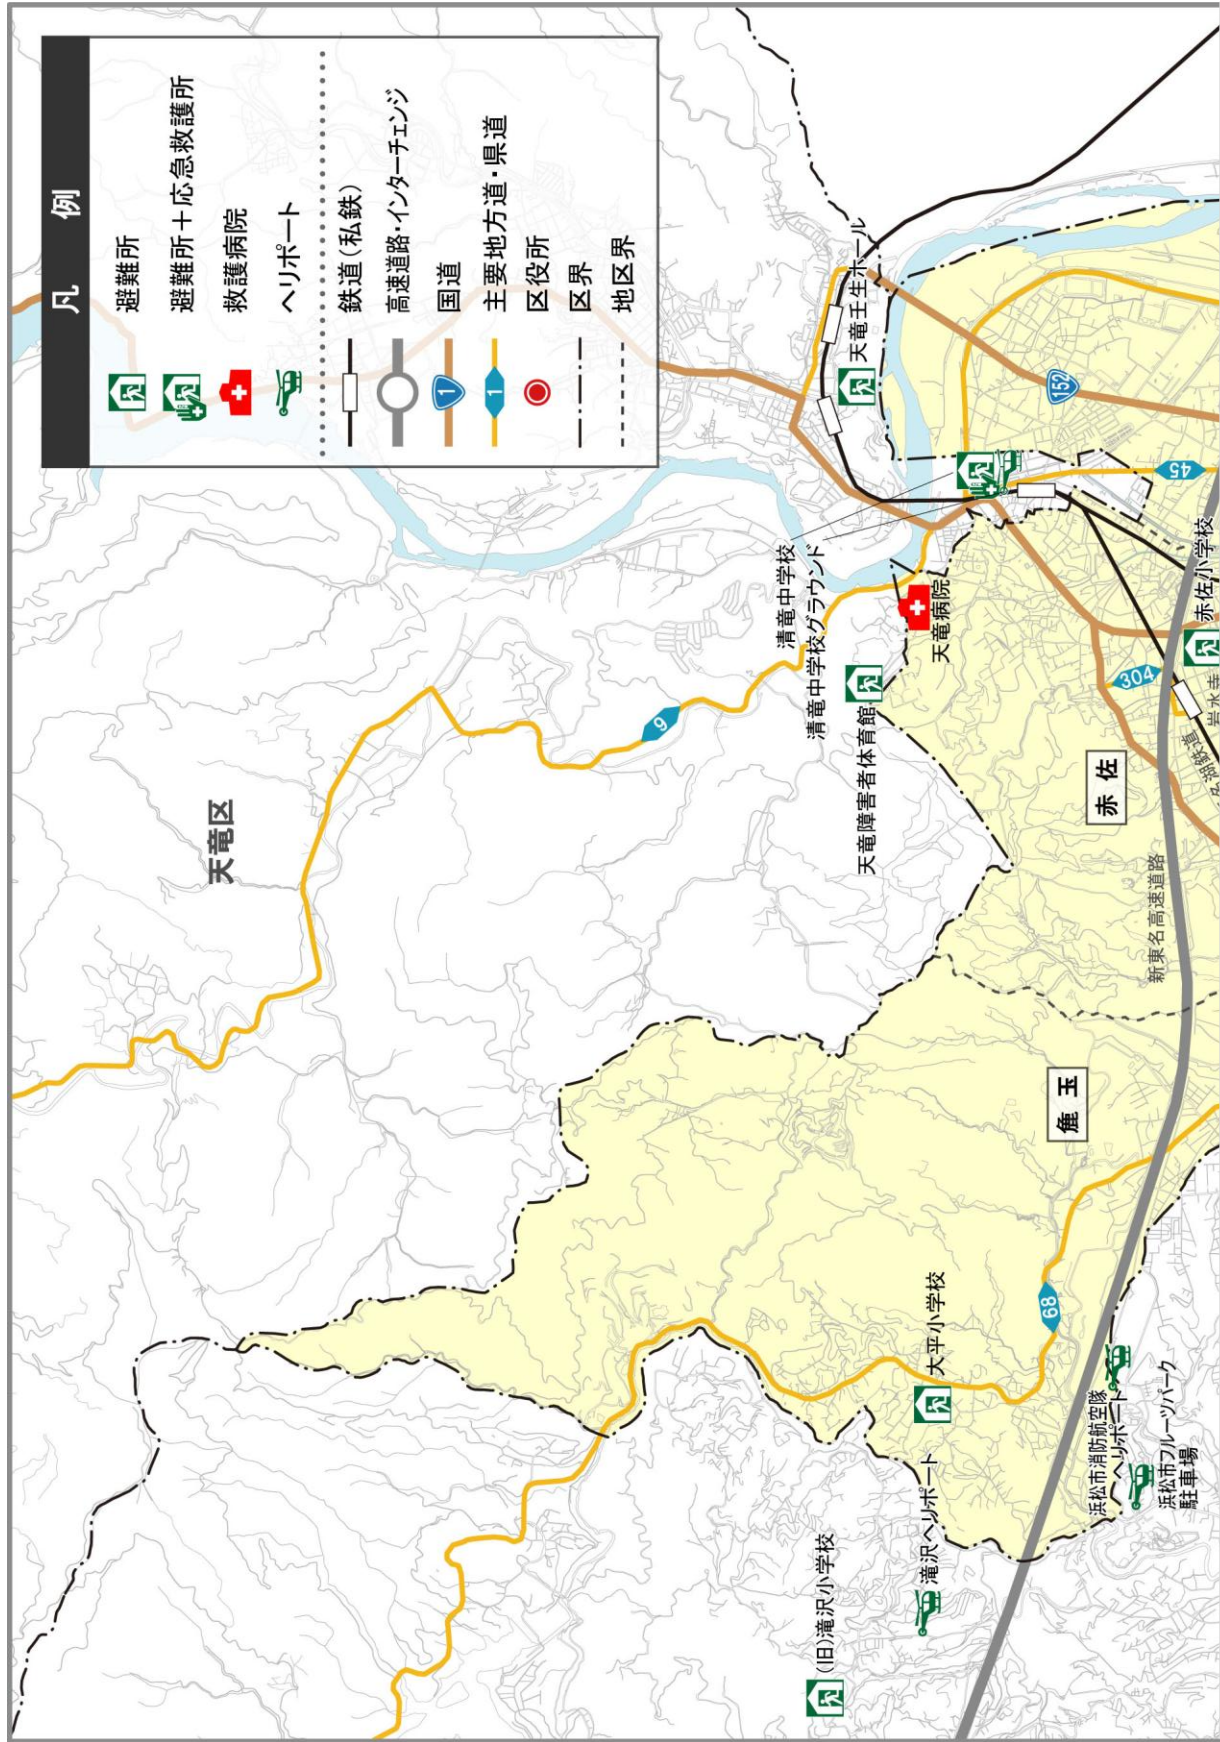 凡 例
避難所
避難所＋応急救護所
救護病院
ヘリポート
鉄道(私鉄)
高速道路・インターチェンジ
1
国道
1
主要地方道・県道
区役所
区界
地区界
天竜区
9
天竜壬生ホール
152
清竜中学校
清竜中学校グラウンド
45
天竜病院
天竜障害者体育館
赤佐小学校
304
赤 佐
新東名高速道路
麁 玉
68
大平小学校
浜松市消防航空隊
ヘリポート
浜松市フルーツパーク
駐車場
滝沢ヘリポート
(旧)滝沢小学校